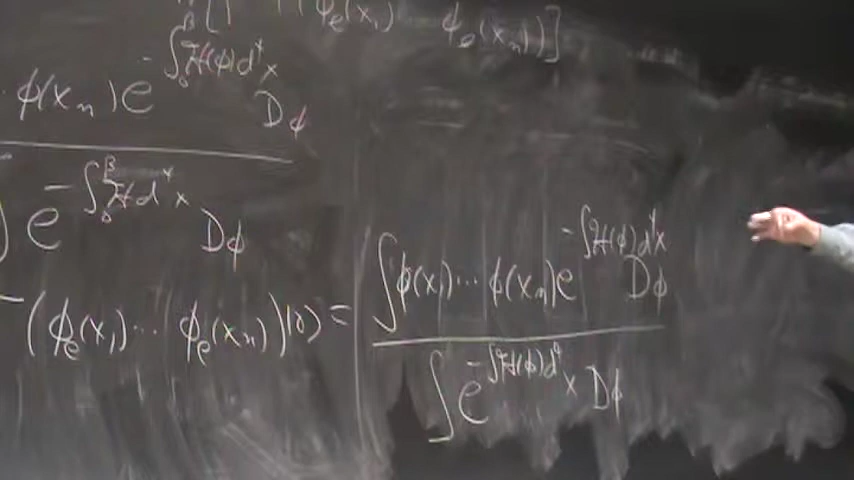 φ_e(x_1) φ_e(x_n))]
φ(x_n) e^{-∫_0^β ℋ(φ)d^4x} Dφ
∫ e^{-∫_0^β ℋ d^4x} Dφ
(φ_e(x_1)⋯ φ_e(x_n))|0⟩ =
∫φ(x_1)⋯ φ(x_n) e^{-∫ℋ(φ)d^4x} Dφ
∫ e^{-∫ℋ(φ)d^4x} Dφ